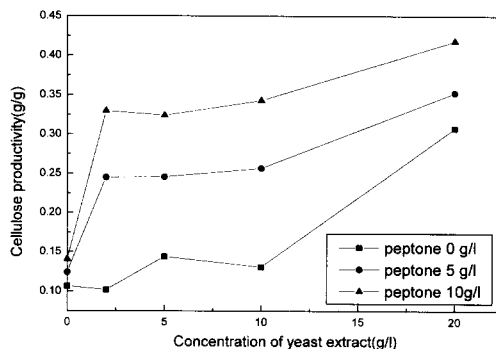 0.45
0.40
0.35
0.30
0.25
0.20
0.15
0.10
Cellulose productivity(g/g)
peptone 0 g/l
peptone 5 g/l
peptone 10g/l
0 5 10 15 20
Concentration of yeast extract(g/l)